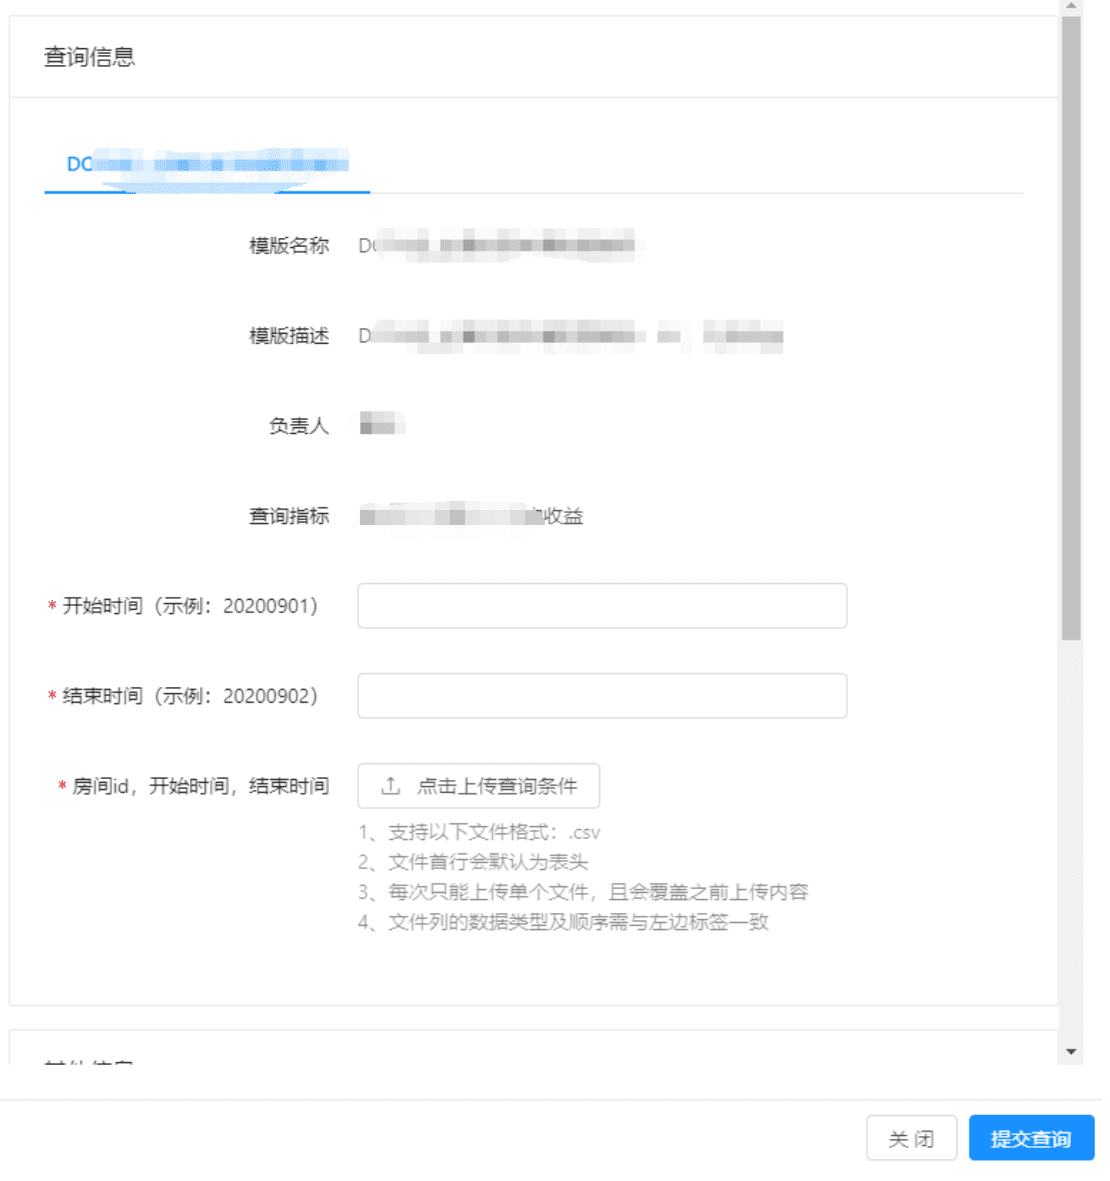 查询信息
DC
模版名称
模版描述
负责人
查询指标 收益
* 开始时间（示例：20200901）
* 结束时间（示例：20200902）
* 房间id，开始时间，结束时间 点击上传查询条件
1、支持以下文件格式：.csv
2、文件首行会默认为表头
3、每次只能上传单个文件，且会覆盖之前上传内容
4、文件列的数据类型及顺序需与左边标签一致
关 闭 提交查询